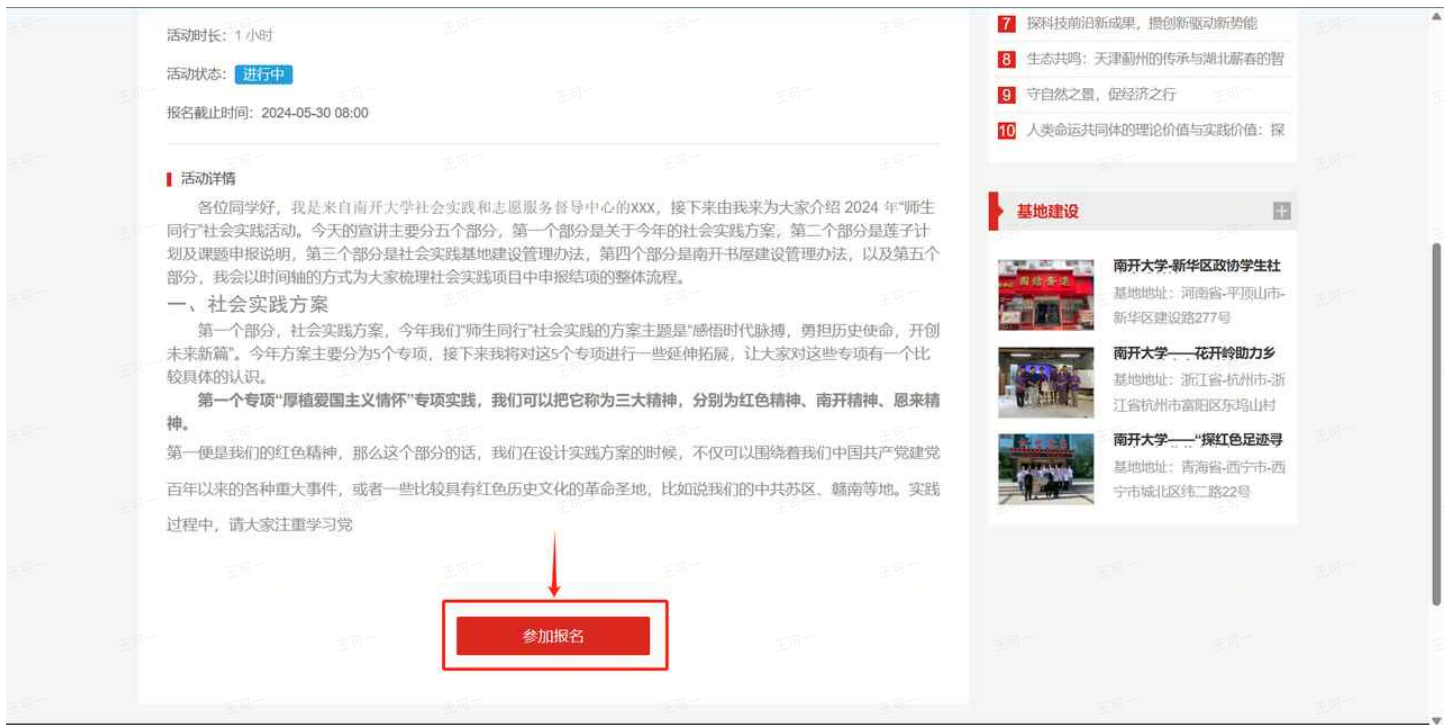 活动时长：1 小时
活动状态：进行中
报名截止时间：2024-05-30 08:00
活动详情
各位同学好，我是来自南开大学社会实践和志愿服务督导中心的xxx，接下来由我来为大家介绍 2024 年“师生
同行”社会实践活动。今天的宣讲主要分五个部分，第一个部分是关于今年的社会实践方案，第二个部分是莲子计
划及课题申报说明，第三个部分是社会实践基地建设管理办法，第四个部分是南开书屋建设管理办法，以及第五个
部分，我会以时间轴的方式为大家梳理社会实践项目中申报结项的整体流程。
一、社会实践方案
第一个部分，社会实践方案，今年我们“师生同行”社会实践的方案主题是“感悟时代脉搏，勇担历史使命，开创
未来新篇”。今年方案主要分为5个专项，接下来我将对这5个专项进行一些延伸拓展，让大家对这些专项有一个比
较具体的认识。
第一个专项“厚植爱国主义情怀”专项实践，我们可以把它称为三大精神，分别为红色精神、南开精神、恩来精
神。
第一便是我们的红色精神，那么这个部分的话，我们在设计实践方案的时候，不仅可以围绕着我们中国共产党建党
百年以来的各种重大事件，或者一些比较具有红色历史文化的革命圣地，比如说我们的中共苏区、赣南等地。实践
过程中，请大家注重学习党
参加报名
7 探科技前沿新成果，攒创新驱动新势能
8 生态共鸣：天津蓟州的传承与湖北蕲春的智
9 守自然之景，促经济之行
10 人类命运共同体的理论价值与实践价值：探
基地建设
南开大学-新华区政协学生社
基地地址：河南省-平顶山市-
新华区建设路277号
南开大学——花开岭助力乡
基地地址：浙江省-杭州市-浙
江省杭州市富阳区东坞山村
南开大学——“探红色足迹寻
基地地址：青海省-西宁市-西
宁市城北区纬二路22号
王可一